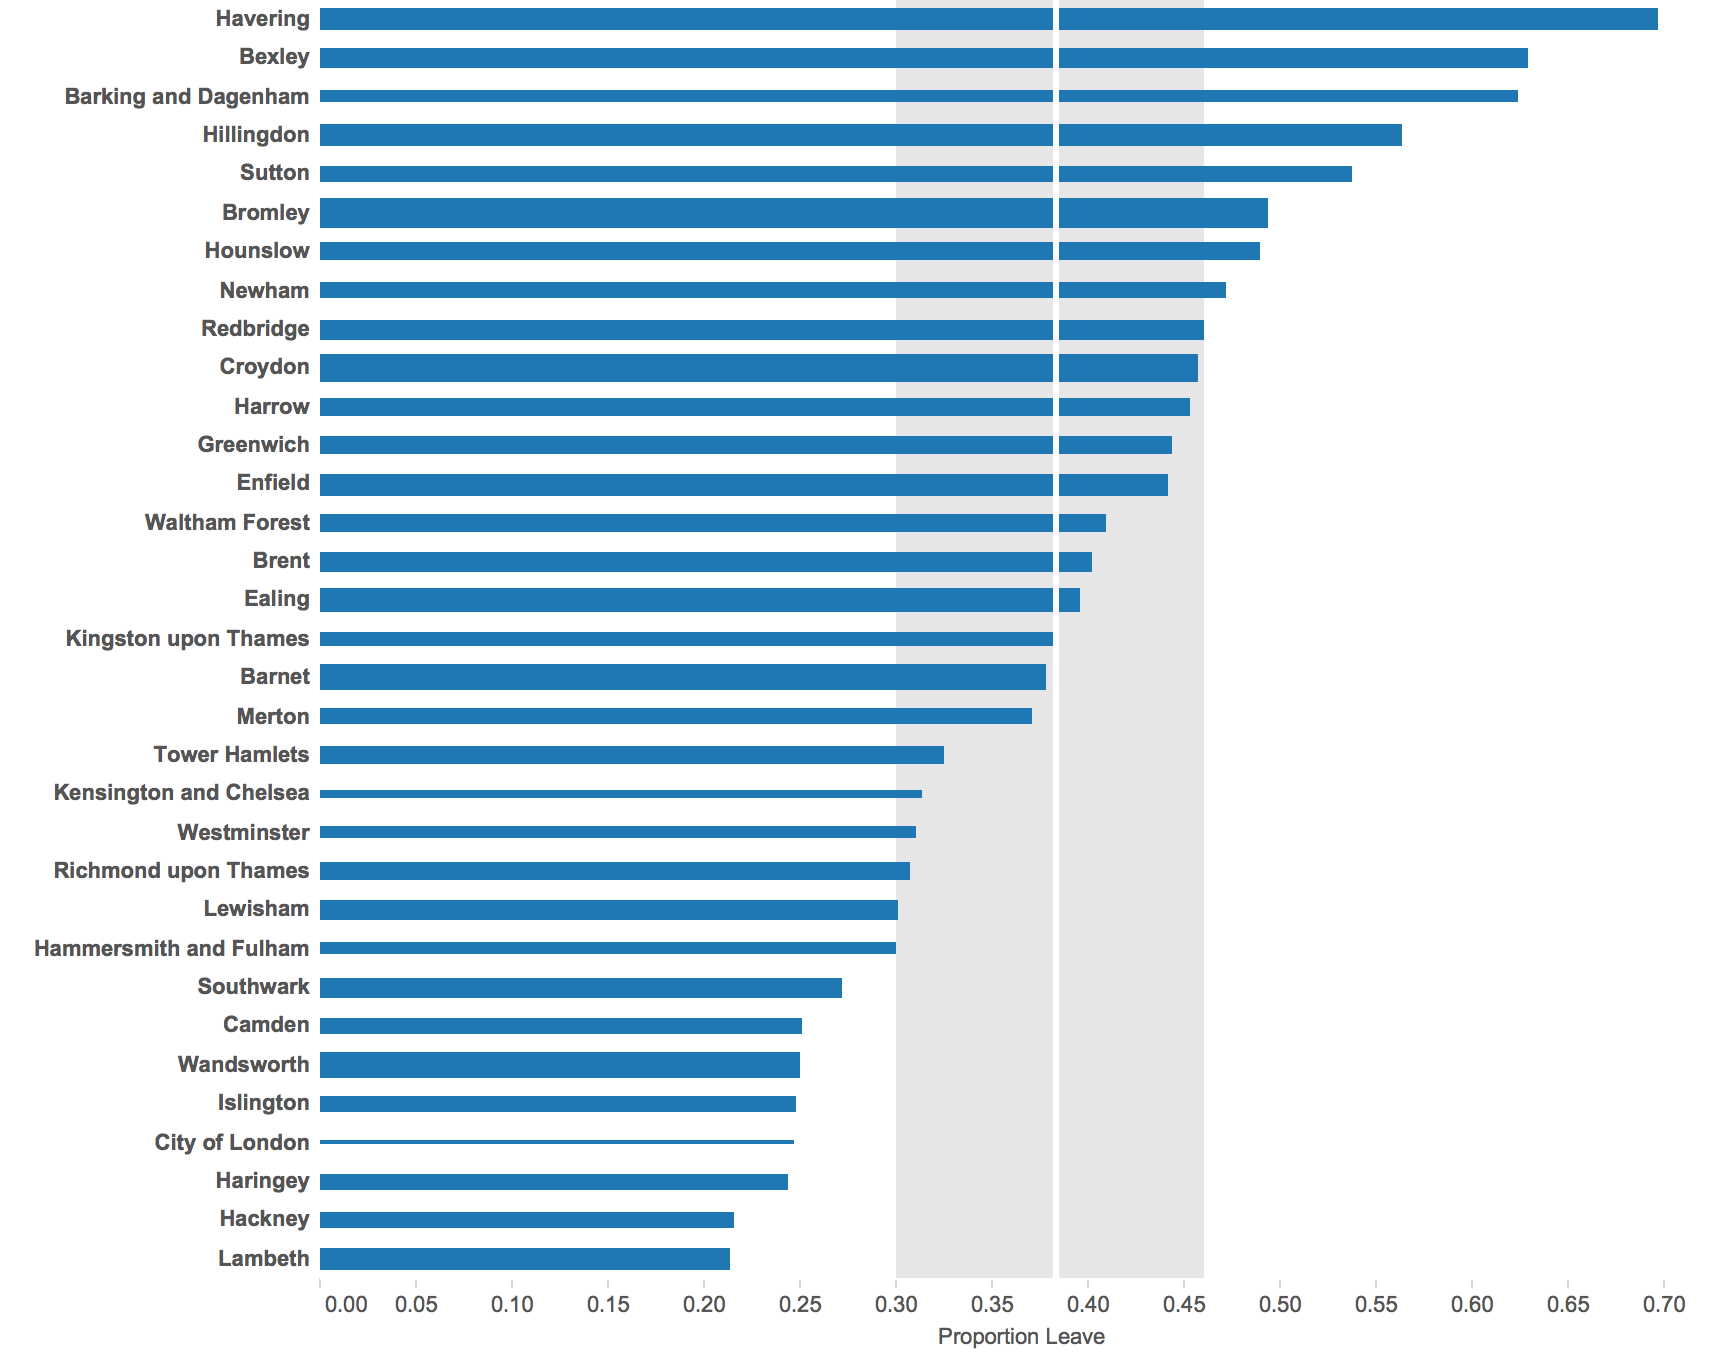 Havering
Bexley
Barking and Dagenham
Hillingdon
Sutton
Bromley
Hounslow
Newham
Redbridge
Croydon
Harrow
Greenwich
Enfield
Waltham Forest
Brent
Ealing
Kingston upon Thames
Barnet
Merton
Tower Hamlets
Kensington and Chelsea
Westminster
Richmond upon Thames
Lewisham
Hammersmith and Fulham
Southwark
Camden
Wandsworth
Islington
City of London
Haringey
Hackney
Lambeth
0.00 0.05 0.10 0.15 0.20 0.25 0.30 0.35 0.40 0.45 0.50 0.55 0.60 0.65 0.70
Proportion Leave